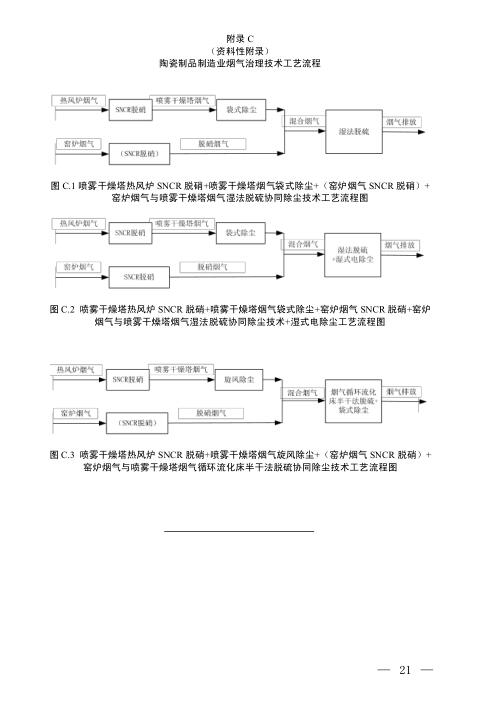 附录 C
（资料性附录）
陶瓷制品制造业烟气治理技术工艺流程
热风炉烟气
SNCR脱硝
喷雾干燥塔烟气
袋式除尘
混合烟气
湿法脱硫
烟气排放
窑炉烟气
（SNCR脱硝）
脱硝烟气
图 C.1 喷雾干燥塔热风炉 SNCR 脱硝+喷雾干燥塔烟气袋式除尘+（窑炉烟气 SNCR 脱硝）+
窑炉烟气与喷雾干燥塔烟气湿法脱硫协同除尘技术工艺流程图
热风炉烟气
SNCR脱硝
喷雾干燥塔烟气
袋式除尘
混合烟气
湿法脱硫
+湿式电除尘
烟气排放
窑炉烟气
SNCR脱硝
脱硝烟气
图 C.2 喷雾干燥塔热风炉 SNCR 脱硝+喷雾干燥塔烟气袋式除尘+窑炉烟气 SNCR 脱硝+窑炉
烟气与喷雾干燥塔烟气湿法脱硫协同除尘技术+湿式电除尘工艺流程图
热风炉烟气
SNCR脱硝
喷雾干燥塔烟气
旋风除尘
混合烟气
烟气循环流化
床半干法脱硫+
袋式除尘
烟气排放
窑炉烟气
（SNCR脱硝）
脱硝烟气
图 C.3 喷雾干燥塔热风炉 SNCR 脱硝+喷雾干燥塔烟气旋风除尘+（窑炉烟气 SNCR 脱硝）+
窑炉烟气与喷雾干燥塔烟气循环流化床半干法脱硫协同除尘技术工艺流程图
— 21 —